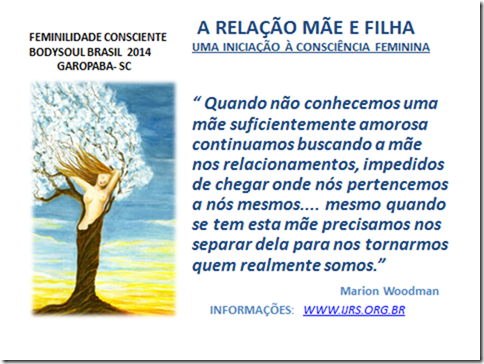 FEMINILIDADE CONSCIENTE
BODYSOUL BRASIL 2014
GAROPABA- SC
A RELAÇÃO MÃE E FILHA
UMA INICIAÇÃO À CONSCIÊNCIA FEMININA
“ Quando não conhecemos uma
mãe suficientemente amorosa
continuamos buscando a mãe
nos relacionamentos, impedidos
de chegar onde nós pertencemos
a nós mesmos.... mesmo quando
se tem esta mãe precisamos nos
separar dela para nos tornarmos
quem realmente somos.”
Marion Woodman
INFORMAÇÕES: WWW.IJRS.ORG.BR